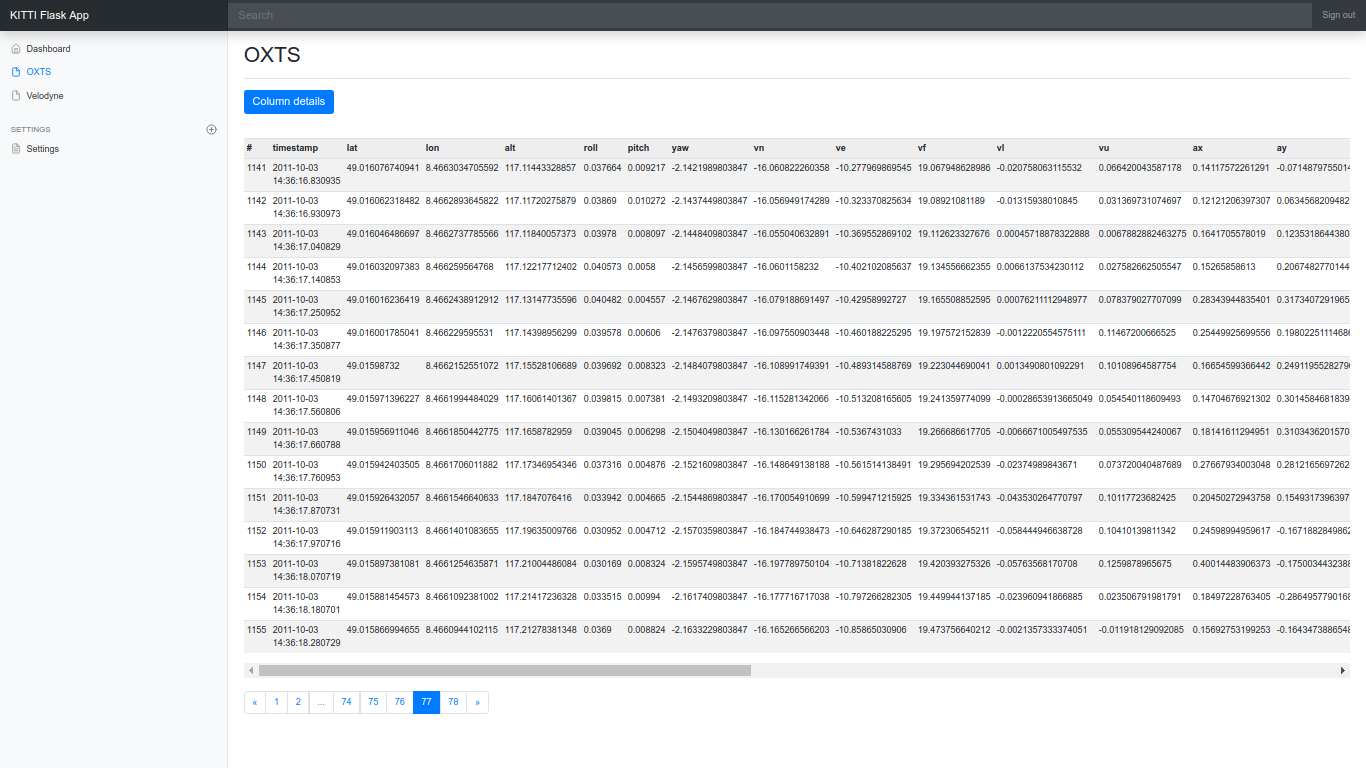 KITTI Flask App Search Sign out
Dashboard
OXTS
Velodyne
SETTINGS
Settings
OXTS
Column details
# timestamp lat lon alt roll pitch yaw vn ve vf vl vu ax ay
1141 2011-10-03 14:36:16.830935 49.016076740941 8.4663034705592 117.11443328857 0.037664 0.009217 -2.1421989803847 -16.060822260358 -10.277969869545 19.067948628986 -0.020758063115532 0.066420043587178 0.14117572261291 -0.0714879755014
1142 2011-10-03 14:36:16.930973 49.016062318482 8.4662893645822 117.11720275879 0.03869 0.010272 -2.1437449803847 -16.056949174289 -10.323370825634 19.08921081189 -0.01315938010845 0.031369731074697 0.12121206397307 0.0634568209482
1143 2011-10-03 14:36:17.040829 49.016046486697 8.4662737785566 117.11840057373 0.03978 0.008097 -2.1448409803847 -16.055040632891 -10.369552869102 19.112623327676 0.00045718878322888 0.0067882882463275 0.1641705578019 0.1235318644380
1144 2011-10-03 14:36:17.140853 49.016032097383 8.466259564768 117.12217712402 0.040573 0.0058 -2.1456599803847 -16.0601158232 -10.402102085637 19.134556662355 0.0066137534230112 0.027582662505547 0.15265858613 0.2067482770144
1145 2011-10-03 14:36:17.250952 49.016016236419 8.4662438912912 117.13147735596 0.040482 0.004557 -2.1467629803847 -16.079188691497 -10.42958992727 19.165508852595 0.00076211112948977 0.078379027707099 0.28343944835401 0.3173407291965
1146 2011-10-03 14:36:17.350877 49.016001785041 8.466229595531 117.14398956299 0.039578 0.00606 -2.1476379803847 -16.097550903448 -10.460188225295 19.197572152839 -0.0012220554575111 0.11467200666525 0.25449925699556 0.1980225111468
1147 2011-10-03 14:36:17.450819 49.01598732 8.4662152551072 117.15528106689 0.039692 0.008323 -2.1484079803847 -16.108991749391 -10.489314588769 19.223044690041 0.0013490801092291 0.10108964587754 0.16654599366442 0.2491195528279
1148 2011-10-03 14:36:17.560806 49.015971396227 8.4661994484029 117.16061401367 0.039815 0.007381 -2.1493209803847 -16.115281342066 -10.513208165605 19.241359774099 -0.00028653913665049 0.054540118609493 0.14704676921302 0.3014584681839
1149 2011-10-03 14:36:17.660788 49.015956911046 8.4661850442775 117.1658782959 0.039045 0.006298 -2.1504049803847 -16.130166261784 -10.5367431033 19.266686617705 -0.0066671005497535 0.055309544240067 0.18141611294951 0.3103436201570
1150 2011-10-03 14:36:17.760953 49.015942403505 8.4661706011882 117.17346954346 0.037316 0.004876 -2.1521609803847 -16.148649138188 -10.561514138491 19.295694202539 -0.02374989843671 0.073720040487689 0.27667934003048 0.2812165697262
1151 2011-10-03 14:36:17.870731 49.015926432057 8.4661546640633 117.1847076416 0.033942 0.004665 -2.1544869803847 -16.170054910699 -10.599471215925 19.334361531743 -0.043530264770797 0.10117723682425 0.20450272943758 0.1549317396397
1152 2011-10-03 14:36:17.970716 49.015911903113 8.4661401083655 117.19635009766 0.030952 0.004712 -2.1570359803847 -16.184744938473 -10.646287290185 19.372306545211 -0.058444946638728 0.10410139811342 0.24598994959617 -0.1671882849862
1153 2011-10-03 14:36:18.070719 49.015897381081 8.4661254635871 117.21004486084 0.030169 0.008324 -2.1595749803847 -16.197789750104 -10.71381822628 19.420393275326 -0.05763568170708 0.1259878965675 0.40014483906373 -0.1750034432388
1154 2011-10-03 14:36:18.180701 49.015881454573 8.4661092381002 117.21417236328 0.033515 0.00994 -2.1617409803847 -16.177716717038 -10.797266282305 19.449944137185 -0.023960941866885 0.023506791981791 0.18497228763405 -0.2864957790168
1155 2011-10-03 14:36:18.280729 49.015866994655 8.4660944102115 117.21278381348 0.0369 0.008824 -2.1633229803847 -16.165266566203 -10.85865030906 19.473756640212 -0.0021357333374051 -0.011918129092085 0.15692753199253 -0.1643473886548
« 1 2 ... 74 75 76 77 78 »